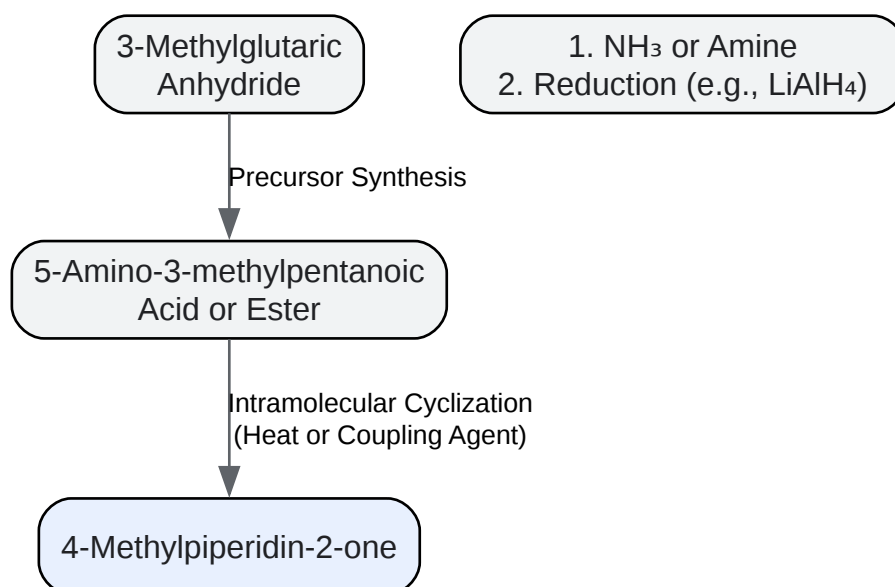 3-Methylglutaric
Anhydride
1. NH₃ or Amine
2. Reduction (e.g., LiAlH₄)
Precursor Synthesis
5-Amino-3-methylpentanoic
Acid or Ester
Intramolecular Cyclization
(Heat or Coupling Agent)
4-Methylpiperidin-2-one